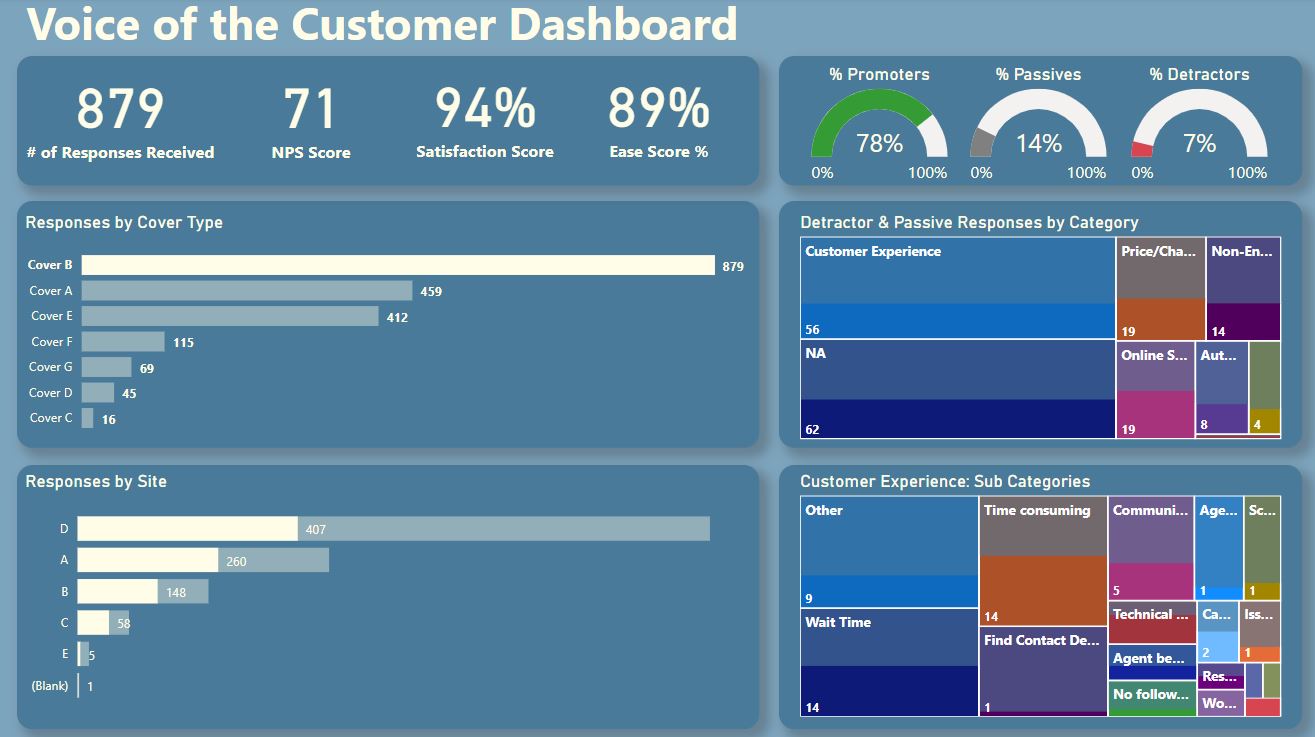 Voice of the Customer Dashboard
879
71
94%
89%
# of Responses Received
NPS Score
Satisfaction Score
Ease Score %
% Promoters
% Passives
% Detractors
78%
14%
7%
0%
100%
0%
100%
0%
100%
Responses by Cover Type
Cover B
879
Cover A
459
Cover E
412
Cover F
115
Cover G
69
Cover D
45
Cover C
16
Detractor & Passive Responses by Category
Customer Experience
56
Price/Cha...
19
Non-En...
14
NA
62
Online S...
19
Aut...
8
4
Responses by Site
D
407
A
260
B
148
C
58
E
5
(Blank)
1
Customer Experience: Sub Categories
Other
9
Time consuming
14
Communi...
5
Age...
1
Sc...
1
Wait Time
14
Find Contact De...
1
Technical ...
Ca...
2
Iss...
1
Agent be...
Res...
No follow...
Wo...